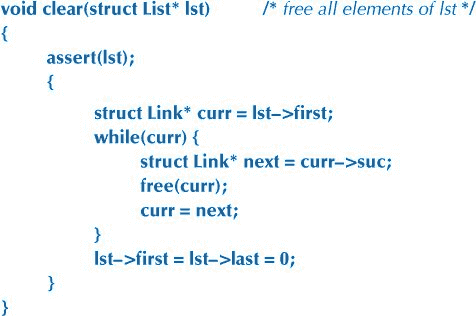 void clear(struct List* lst) /* free all elements of lst */
{
assert(lst);
{
struct Link* curr = lst–>first;
while(curr) {
struct Link* next = curr–>suc;
free(curr);
curr = next;
}
lst–>first = lst–>last = 0;
}
}